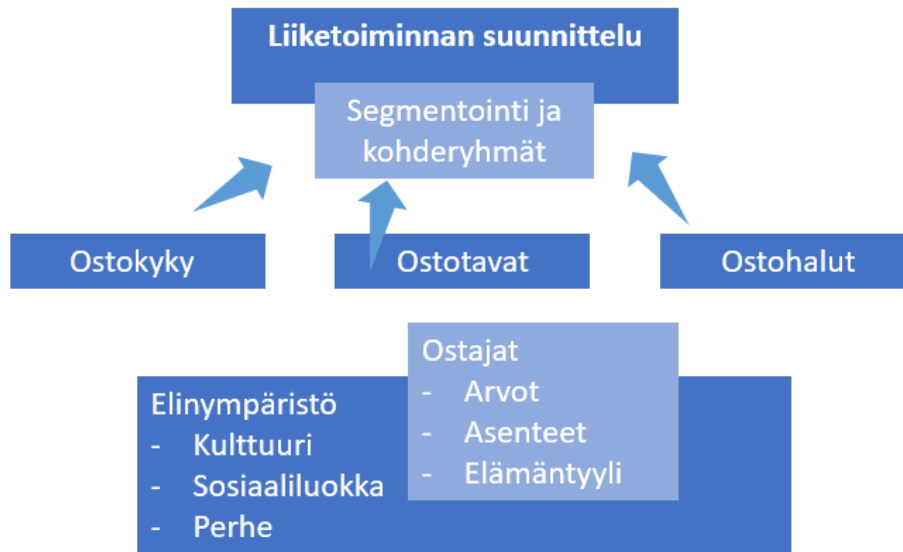 Liiketoiminnan suunnittelu
Segmentointi ja
kohderyhmät
Ostokyky
Ostotavat
Ostohalut
Ostajat
- Arvot
- Asenteet
- Elämäntyyli
Elinympäristö
- Kulttuuri
- Sosiaaliluokka
- Perhe